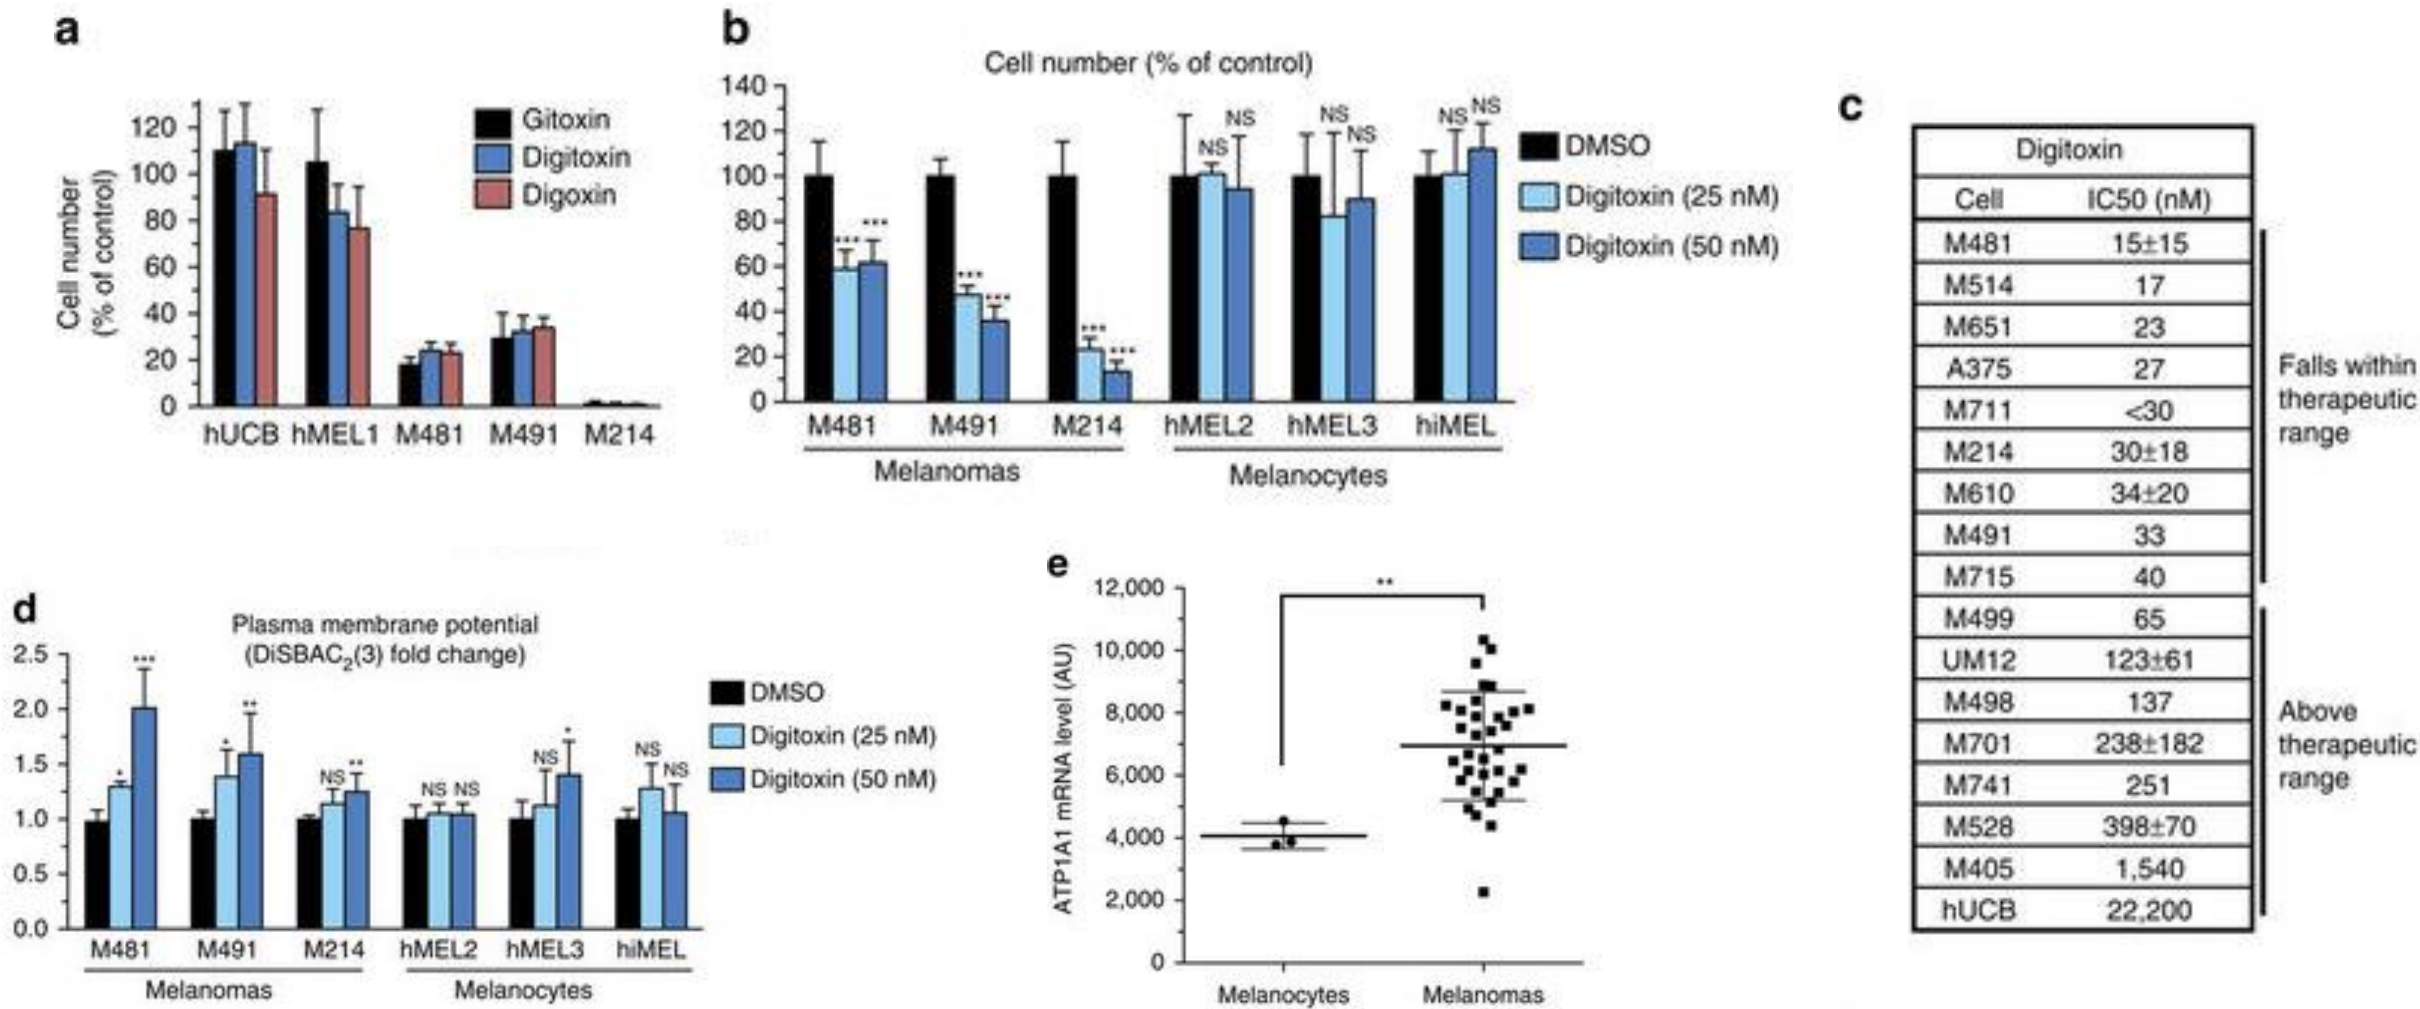 a
120
100
80
60
40
20
0
Cell number
(% of control)
Gitoxin
Digitoxin
Digoxin
hUCB hMEL1 M481 M491 M214
b
Cell number (% of control)
140
120
100
80
60
40
20
0
*** ***
*** ***
*** ***
NS NS
NS NS
NS NS
DMSO
Digitoxin (25 nM)
Digitoxin (50 nM)
M481 M491 M214 hMEL2 hMEL3 hiMEL
Melanomas Melanocytes
c
Digitoxin
Cell IC50 (nM)
M481 15±15
M514 17
M651 23
A375 27
M711 <30
M214 30±18
M610 34±20
M491 33
M715 40
M499 65
UM12 123±61
M498 137
M701 238±182
M741 251
M528 398±70
M405 1,540
hUCB 22,200
Falls within
therapeutic
range
Above
therapeutic
range
d
Plasma membrane potential
(DiSBAC2(3) fold change)
2.5
2.0
1.5
1.0
0.5
0.0
* ***
* **
NS **
NS NS
NS *
NS NS
DMSO
Digitoxin (25 nM)
Digitoxin (50 nM)
M481 M491 M214 hMEL2 hMEL3 hiMEL
Melanomas Melanocytes
e
ATP1A1 mRNA level (AU)
12,000
10,000
8,000
6,000
4,000
2,000
0
**
Melanocytes Melanomas